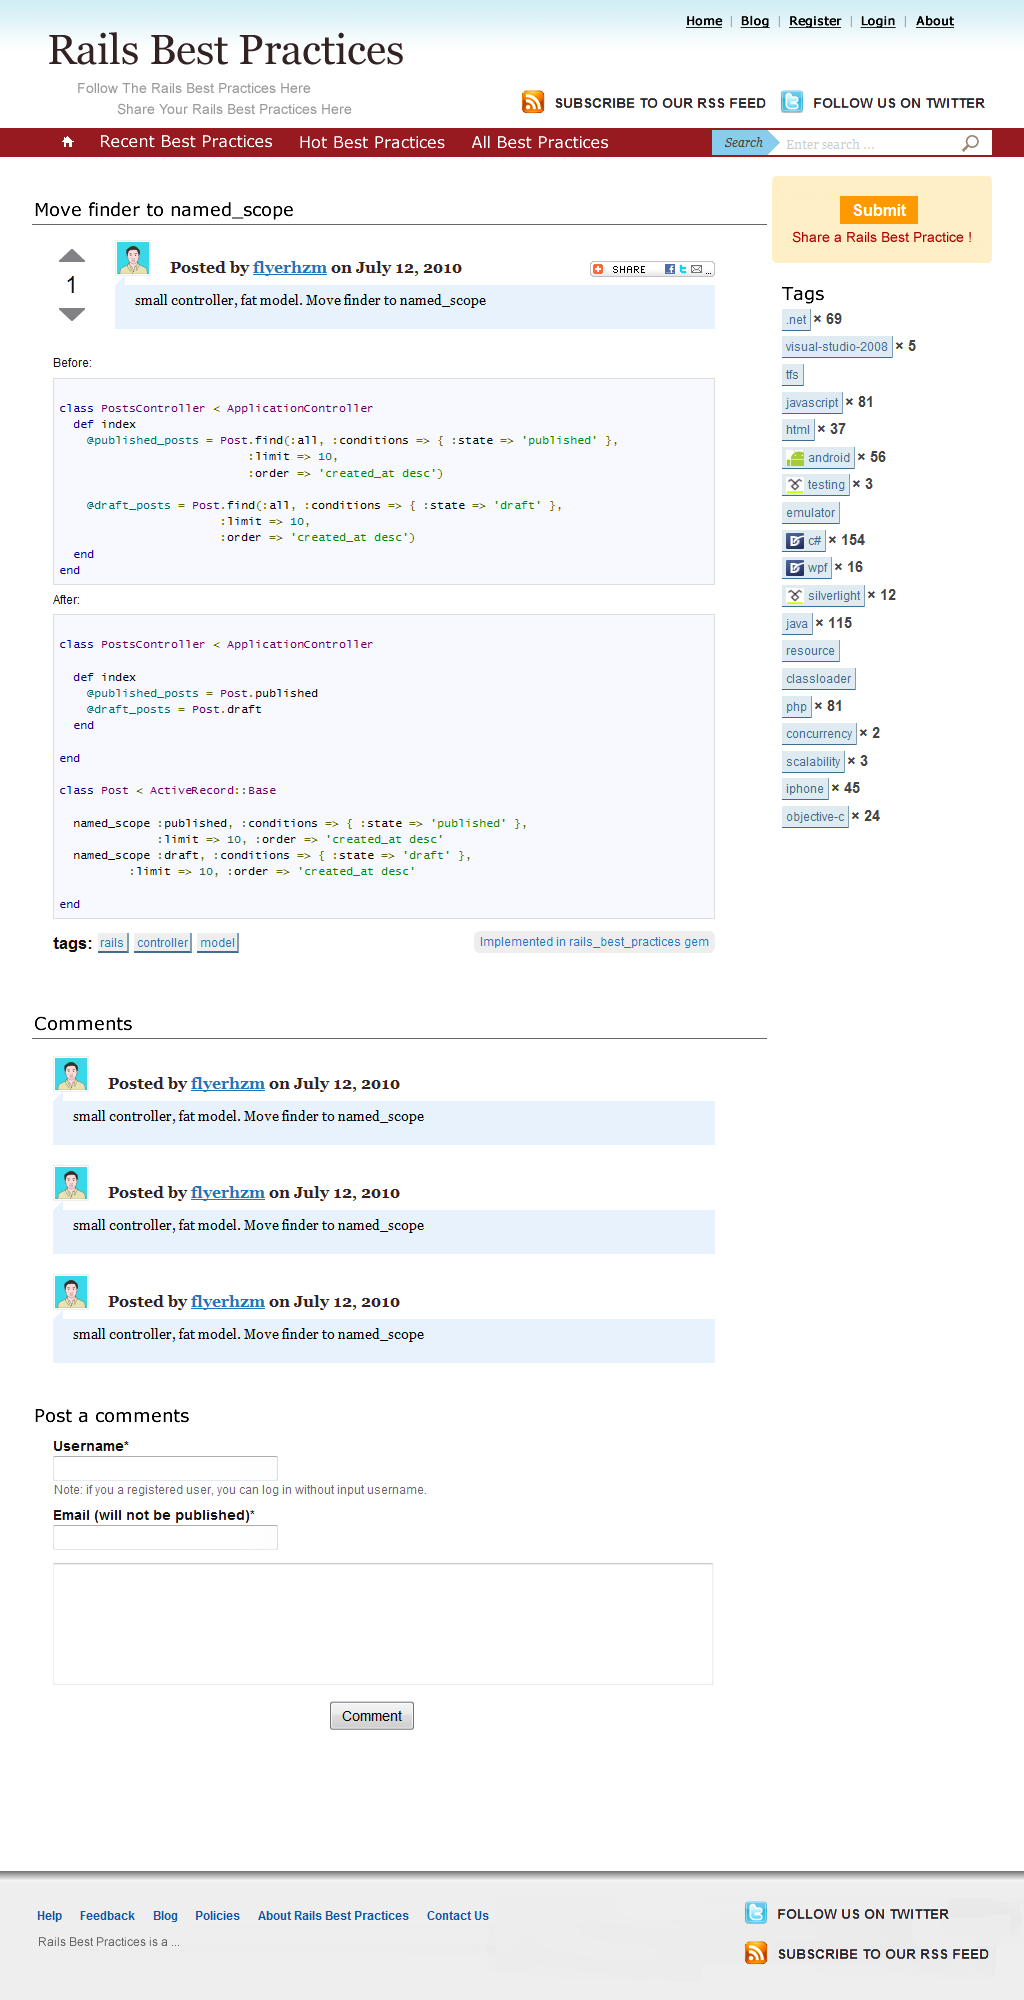 Home | Blog | Register | Login | About
Rails Best Practices
Follow The Rails Best Practices Here
Share Your Rails Best Practices Here
SUBSCRIBE TO OUR RSS FEED
FOLLOW US ON TWITTER
Recent Best Practices
Hot Best Practices
All Best Practices
Search
Enter search ...
Move finder to named_scope
1
Posted by flyerhzm on July 12, 2010
SHARE ...
small controller, fat model. Move finder to named_scope
Before:
class PostsController < ApplicationController
  def index
    @published_posts = Post.find(:all, :conditions => { :state => 'published' },
                           :limit => 10,
                           :order => 'created_at desc')
    @draft_posts = Post.find(:all, :conditions => { :state => 'draft' },
                       :limit => 10,
                       :order => 'created_at desc')
  end
end
After:
class PostsController < ApplicationController
  def index
    @published_posts = Post.published
    @draft_posts = Post.draft
  end
end
class Post < ActiveRecord::Base
  named_scope :published, :conditions => { :state => 'published' },
              :limit => 10, :order => 'created_at desc'
  named_scope :draft, :conditions => { :state => 'draft' },
          :limit => 10, :order => 'created_at desc'
end
tags: rails controller model
Implemented in rails_best_practices gem
Submit
Share a Rails Best Practice !
Tags
.net × 69
visual-studio-2008 × 5
tfs
javascript × 81
html × 37
android × 56
testing × 3
emulator
c# × 154
wpf × 16
silverlight × 12
java × 115
resource
classloader
php × 81
concurrency × 2
scalability × 3
iphone × 45
objective-c × 24
Comments
Posted by flyerhzm on July 12, 2010
small controller, fat model. Move finder to named_scope
Posted by flyerhzm on July 12, 2010
small controller, fat model. Move finder to named_scope
Posted by flyerhzm on July 12, 2010
small controller, fat model. Move finder to named_scope
Post a comments
Username*
Note: if you a registered user, you can log in without input username.
Email (will not be published)*
Comment
Help Feedback Blog Policies About Rails Best Practices Contact Us
Rails Best Practices is a ...
FOLLOW US ON TWITTER
SUBSCRIBE TO OUR RSS FEED